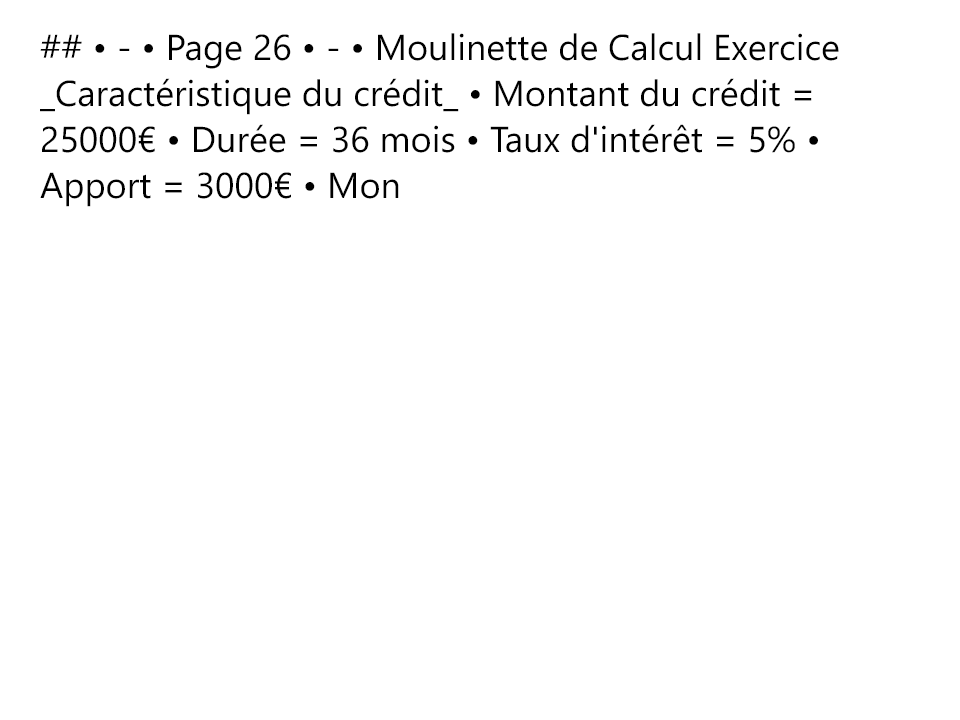 ## • - • Page 26 • - • Moulinette de Calcul Exercice
_Caractéristique du crédit_ • Montant du crédit =
25000€ • Durée = 36 mois • Taux d'intérêt = 5% •
Apport = 3000€ • Mon